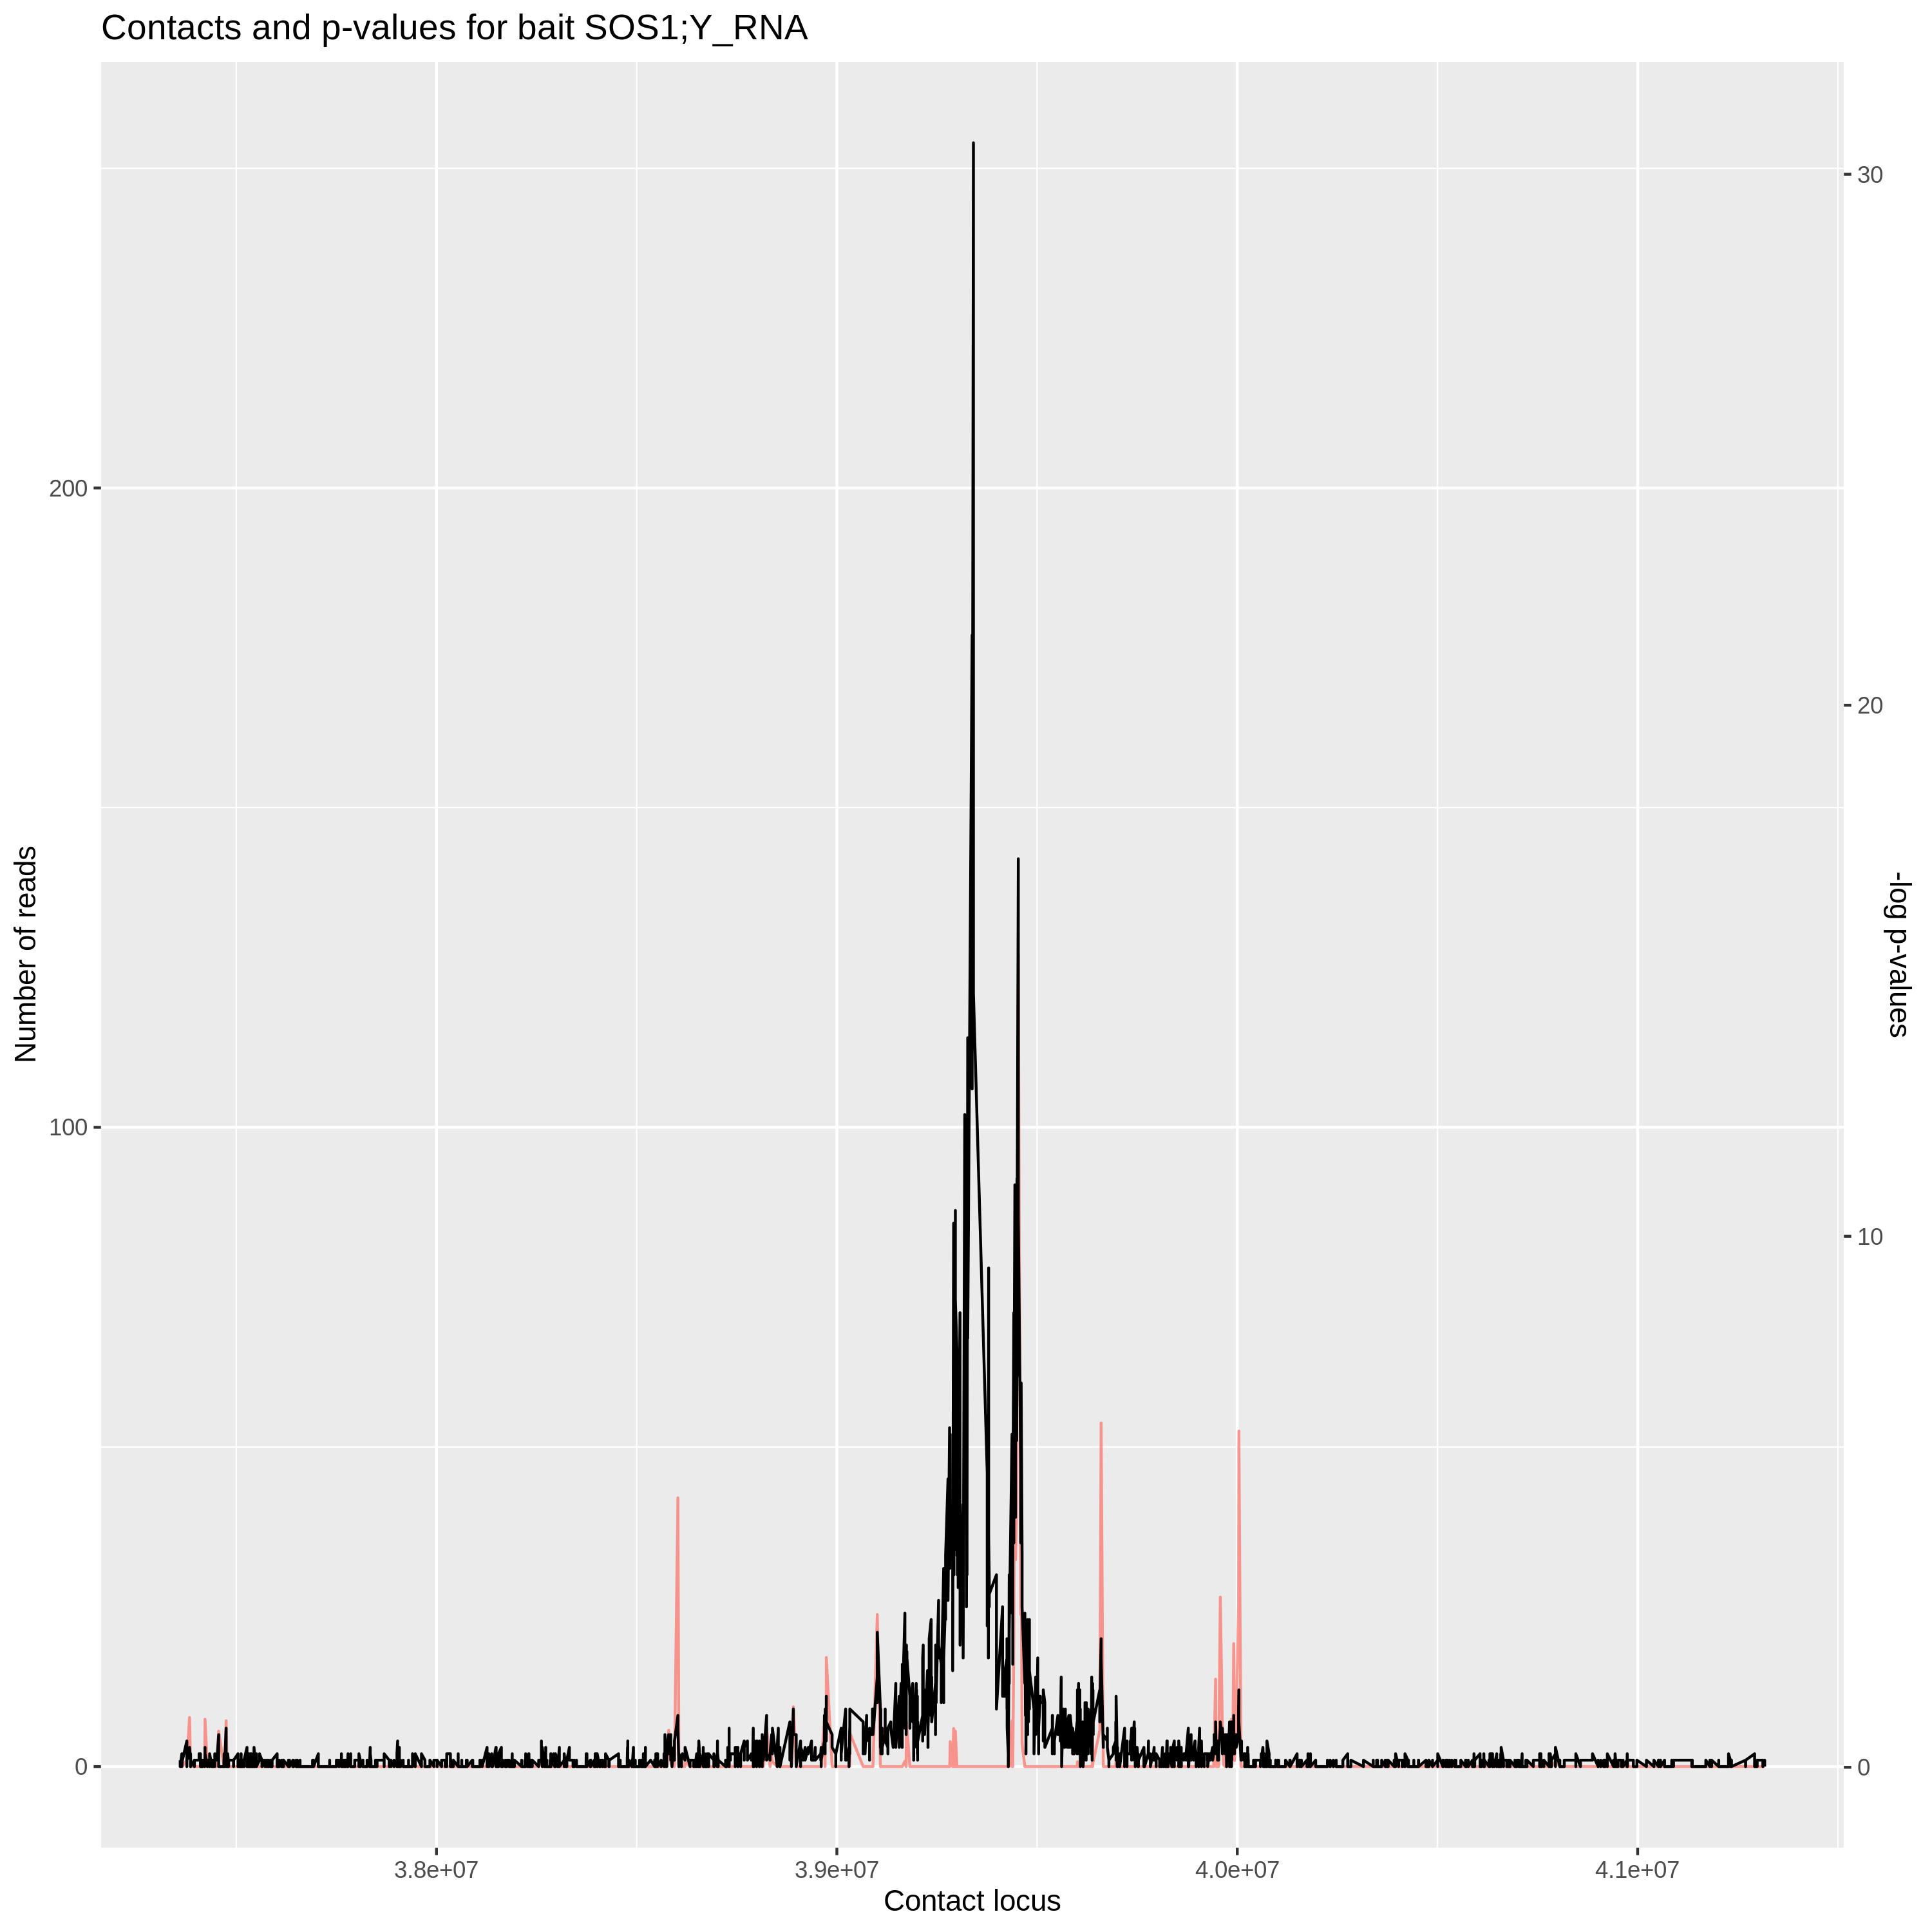 Contacts and p-values for bait SOS1;Y_RNA
30
200
20
Number of reads
-log p-values
100
10
0
0
3.8e+07
3.9e+07
4.0e+07
4.1e+07
Contact locus